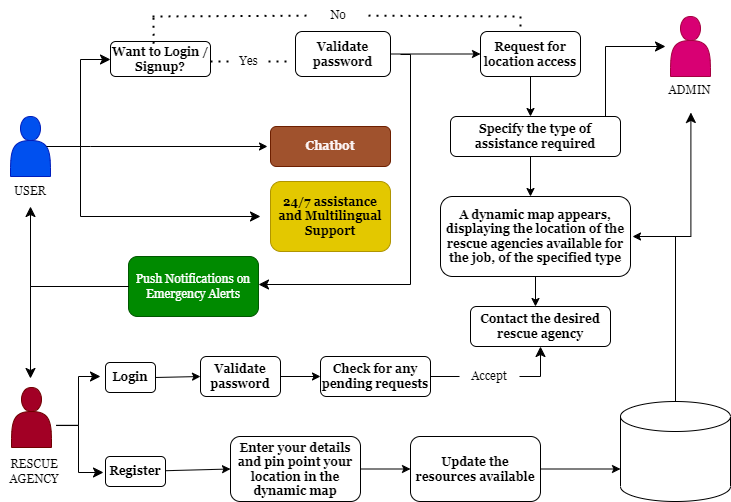 No
Want to Login /
Signup?
Yes
Validate
password
Request for
location access
ADMIN
Specify the type of
assistance required
Chatbot
USER
24/7 assistance
and Multilingual
Support
A dynamic map appears,
displaying the location of the
rescue agencies available for
the job, of the specified type
Push Notifications on
Emergency Alerts
Contact the desired
rescue agency
Login
Validate
password
Check for any
pending requests
Accept
RESCUE
AGENCY
Register
Enter your details
and pin point your
location in the
dynamic map
Update the
resources available